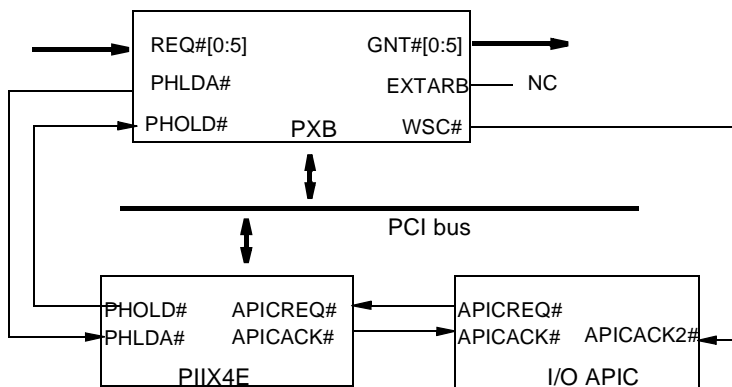 REQ#[0:5] GNT#[0:5]
PHLDA# EXTARB NC
PHOLD# PXB WSC#
PCI bus
PHOLD# APICREQ# APICREQ#
PHLDA# APICACK# APICACK# APICACK2#
PIIX4E I/O APIC